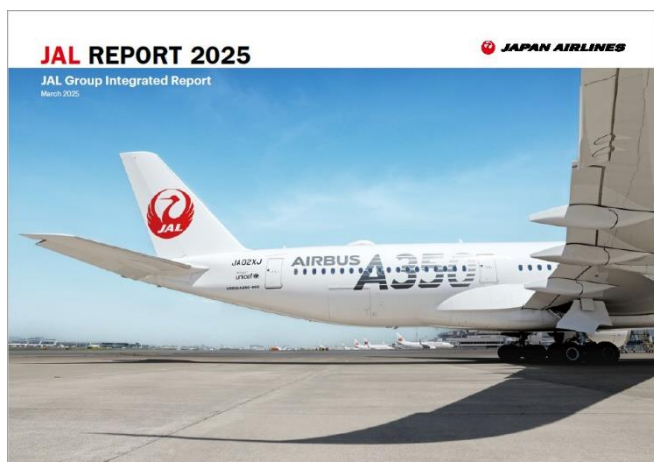 JAL REPORT 2025
JAPAN AIRLINES
JAL Group Integrated Report
March 2025
JAL
JA02XJ
AIRBUS A350
unicef